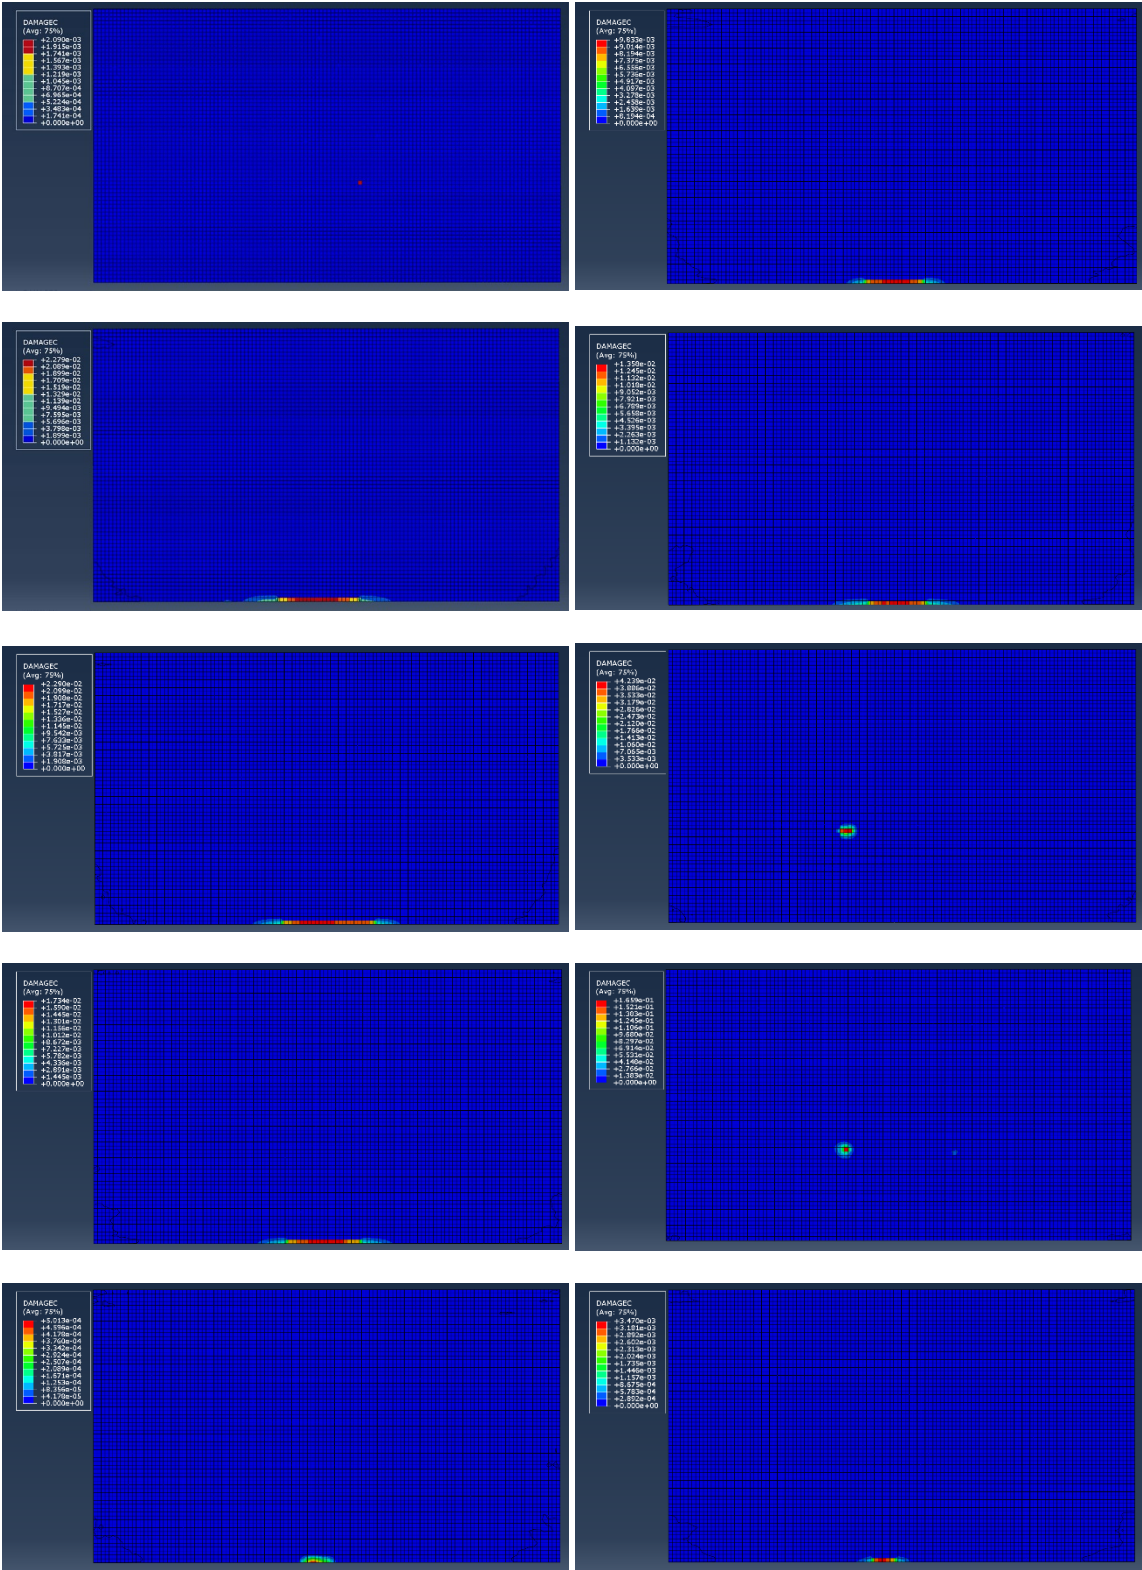 DAMAGEC
(Avg: 75%)
+2.090e-03
+1.915e-03
+1.741e-03
+1.567e-03
+1.393e-03
+1.219e-03
+1.045e-03
+8.707e-04
+6.965e-04
+5.224e-04
+3.483e-04
+1.741e-04
+0.000e+00
DAMAGEC
(Avg: 75%)
+9.833e-03
+9.014e-03
+8.194e-03
+7.375e-03
+6.556e-03
+5.736e-03
+4.917e-03
+4.097e-03
+3.278e-03
+2.458e-03
+1.639e-03
+8.194e-04
+0.000e+00
DAMAGEC
(Avg: 75%)
+2.279e-02
+2.089e-02
+1.899e-02
+1.709e-02
+1.519e-02
+1.329e-02
+1.139e-02
+9.494e-03
+7.595e-03
+5.696e-03
+3.798e-03
+1.899e-03
+0.000e+00
DAMAGEC
(Avg: 75%)
+1.358e-02
+1.245e-02
+1.132e-02
+1.018e-02
+9.052e-03
+7.921e-03
+6.789e-03
+5.658e-03
+4.526e-03
+3.395e-03
+2.263e-03
+1.132e-03
+0.000e+00
DAMAGEC
(Avg: 75%)
+2.290e-02
+2.099e-02
+1.908e-02
+1.717e-02
+1.527e-02
+1.336e-02
+1.145e-02
+9.542e-03
+7.633e-03
+5.725e-03
+3.817e-03
+1.908e-03
+0.000e+00
DAMAGEC
(Avg: 75%)
+4.239e-02
+3.886e-02
+3.533e-02
+3.179e-02
+2.826e-02
+2.473e-02
+2.120e-02
+1.766e-02
+1.413e-02
+1.060e-02
+7.065e-03
+3.533e-03
+0.000e+00
DAMAGEC
(Avg: 75%)
+1.734e-02
+1.590e-02
+1.445e-02
+1.301e-02
+1.156e-02
+1.012e-02
+8.672e-03
+7.227e-03
+5.782e-03
+4.336e-03
+2.891e-03
+1.445e-03
+0.000e+00
DAMAGEC
(Avg: 75%)
+1.659e-01
+1.521e-01
+1.383e-01
+1.245e-01
+1.106e-01
+9.680e-02
+8.297e-02
+6.914e-02
+5.531e-02
+4.148e-02
+2.766e-02
+1.383e-02
+0.000e+00
DAMAGEC
(Avg: 75%)
+5.013e-04
+4.596e-04
+4.178e-04
+3.760e-04
+3.342e-04
+2.924e-04
+2.507e-04
+2.089e-04
+1.671e-04
+1.253e-04
+8.356e-05
+4.178e-05
+0.000e+00
DAMAGEC
(Avg: 75%)
+3.470e-03
+3.181e-03
+2.892e-03
+2.602e-03
+2.313e-03
+2.024e-03
+1.735e-03
+1.446e-03
+1.157e-03
+8.675e-04
+5.783e-04
+2.892e-04
+0.000e+00